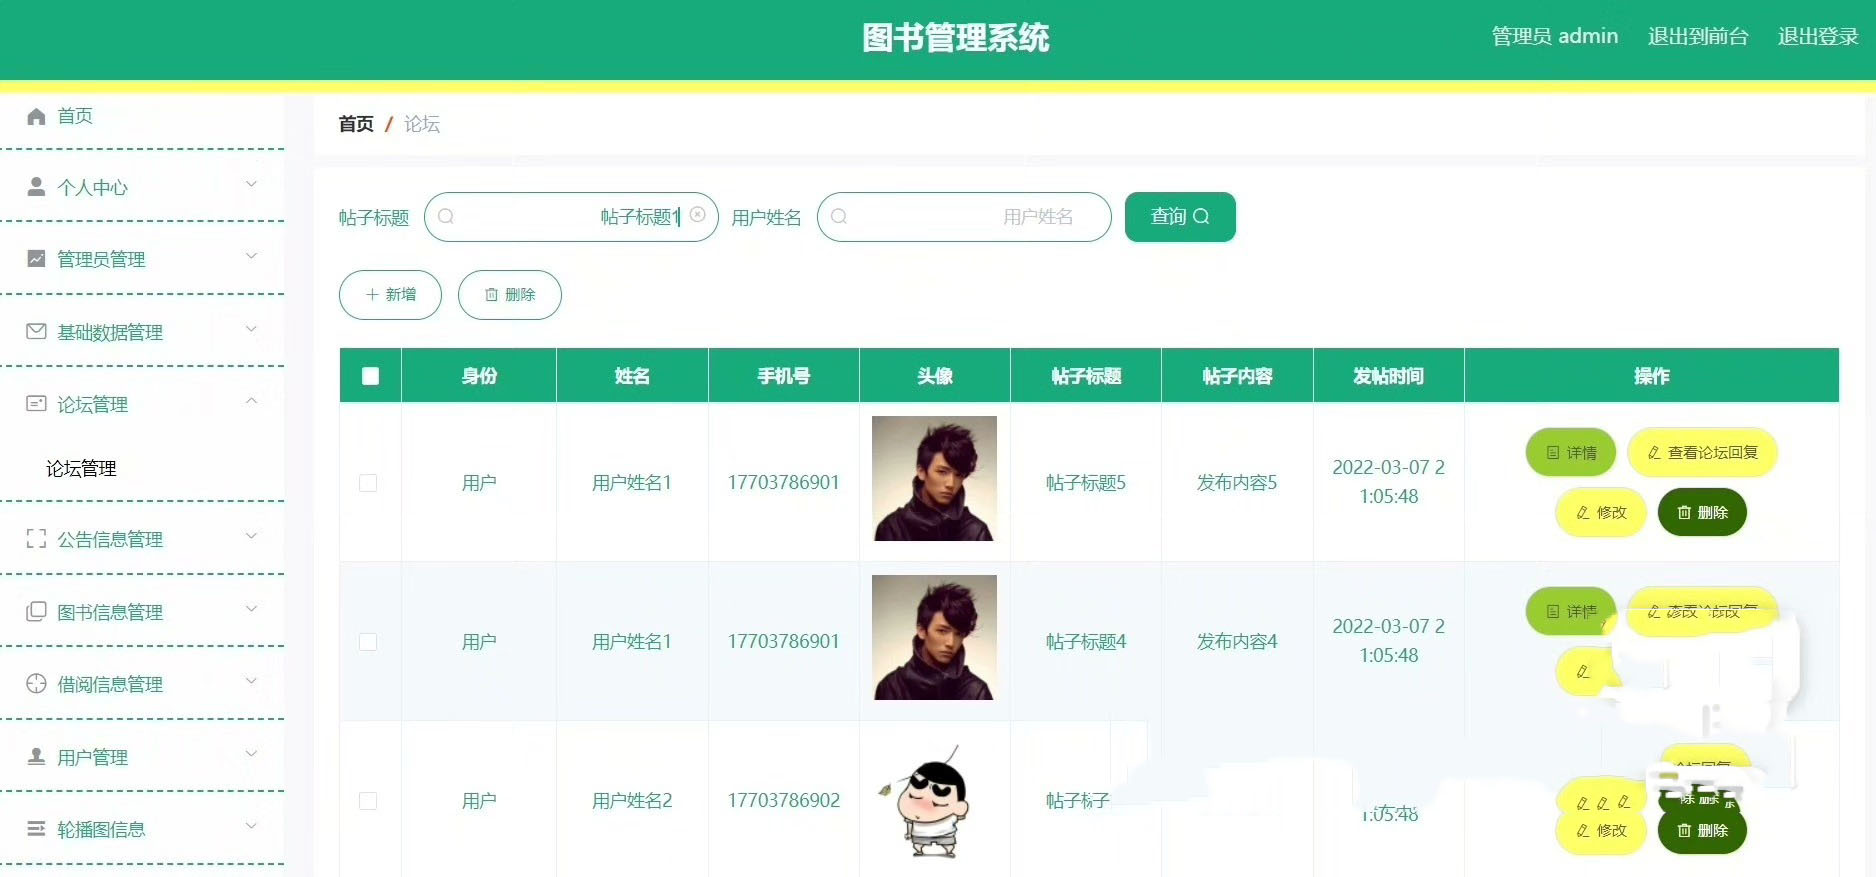 图书管理系统
管理员 admin
退出到前台
退出登录
首页
个人中心
管理员管理
基础数据管理
论坛管理
论坛管理
公告信息管理
图书信息管理
借阅信息管理
用户管理
轮播图信息
首页 / 论坛
帖子标题
帖子标题1
用户姓名
用户姓名
查询
新增
删除
身份 姓名 手机号 头像 帖子标题 帖子内容 发帖时间 操作
用户 用户姓名1 17703786901 帖子标题5 发布内容5 2022-03-07 2
1:05:48
详情 查看论坛回复
修改 删除
用户 用户姓名1 17703786901 帖子标题4 发布内容4 2022-03-07 2
1:05:48
详情
用户 用户姓名2 17703786902 帖子
1:05:48
修改 删除